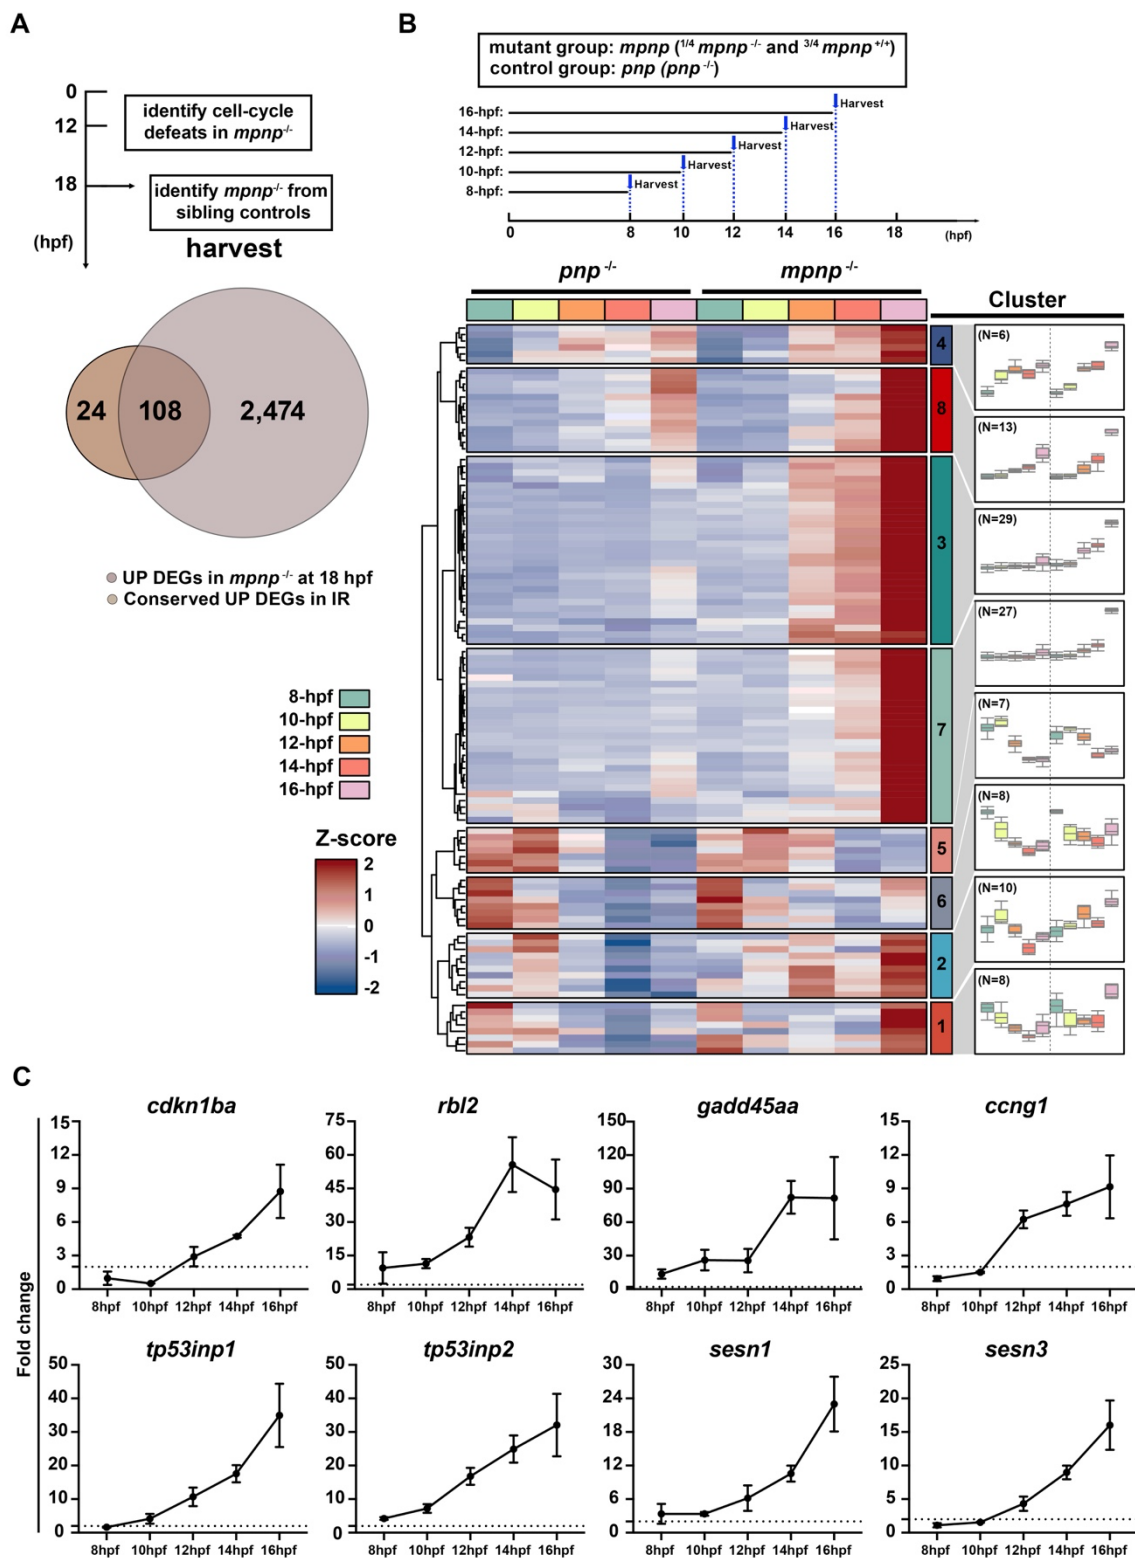 A
0
12
18
(hpf)
identify cell-cycle
defeats in mpnp-/-
identify mpnp-/- from
sibling controls
harvest
24 108 2,474
UP DEGs in mpnp-/- at 18 hpf
Conserved UP DEGs in IR
B
mutant group: mpnp (1/4 mpnp-/- and 3/4 mpnp+/+)
control group: pnp (pnp-/-)
16-hpf: Harvest
14-hpf: Harvest
12-hpf: Harvest
10-hpf: Harvest
8-hpf: Harvest
0 8 10 12 14 16 18 (hpf)
pnp-/- mpnp-/-
Cluster
4 (N=6)
8 (N=13)
3 (N=29)
7 (N=27)
5 (N=7)
6 (N=8)
2 (N=10)
1 (N=8)
8-hpf
10-hpf
12-hpf
14-hpf
16-hpf
Z-score
2
1
0
-1
-2
C
Fold change
cdkn1ba
15
12
9
6
3
0
8hpf 10hpf 12hpf 14hpf 16hpf
rbl2
75
60
45
30
15
0
8hpf 10hpf 12hpf 14hpf 16hpf
gadd45aa
150
120
90
60
30
0
8hpf 10hpf 12hpf 14hpf 16hpf
ccng1
15
12
9
6
3
0
8hpf 10hpf 12hpf 14hpf 16hpf
tp53inp1
50
40
30
20
10
0
8hpf 10hpf 12hpf 14hpf 16hpf
tp53inp2
50
40
30
20
10
0
8hpf 10hpf 12hpf 14hpf 16hpf
sesn1
30
24
18
12
6
0
8hpf 10hpf 12hpf 14hpf 16hpf
sesn3
25
20
15
10
5
0
8hpf 10hpf 12hpf 14hpf 16hpf